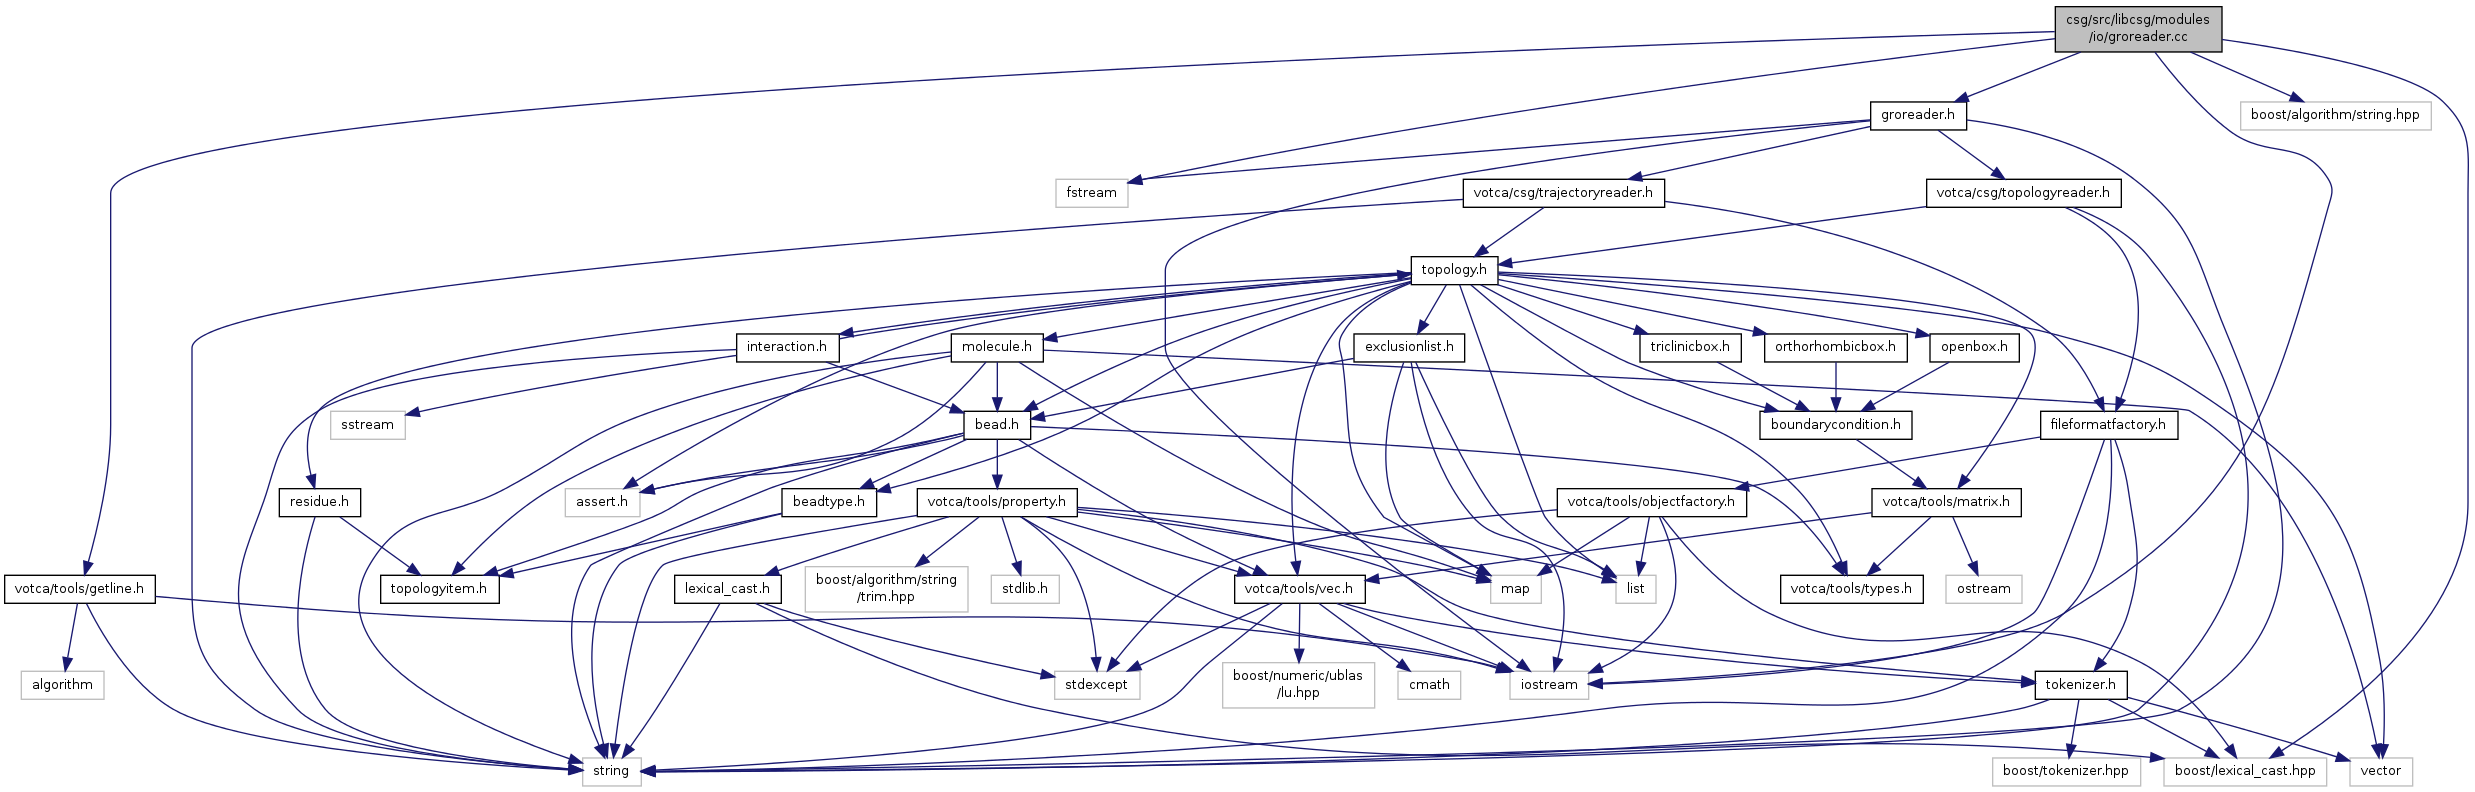 csg/src/libcsg/modules
/io/groreader.cc
groreader.h
boost/algorithm/string.hpp
fstream
votca/csg/trajectoryreader.h
votca/csg/topologyreader.h
topology.h
interaction.h
molecule.h
exclusionlist.h
triclinicbox.h
orthorhombicbox.h
openbox.h
sstream
bead.h
boundarycondition.h
fileformatfactory.h
residue.h
assert.h
beadtype.h
votca/tools/property.h
votca/tools/objectfactory.h
votca/tools/matrix.h
votca/tools/getline.h
topologyitem.h
lexical_cast.h
boost/algorithm/string
/trim.hpp
stdlib.h
votca/tools/vec.h
map
list
votca/tools/types.h
ostream
algorithm
stdexcept
boost/numeric/ublas
/lu.hpp
cmath
iostream
tokenizer.h
string
boost/tokenizer.hpp
boost/lexical_cast.hpp
vector